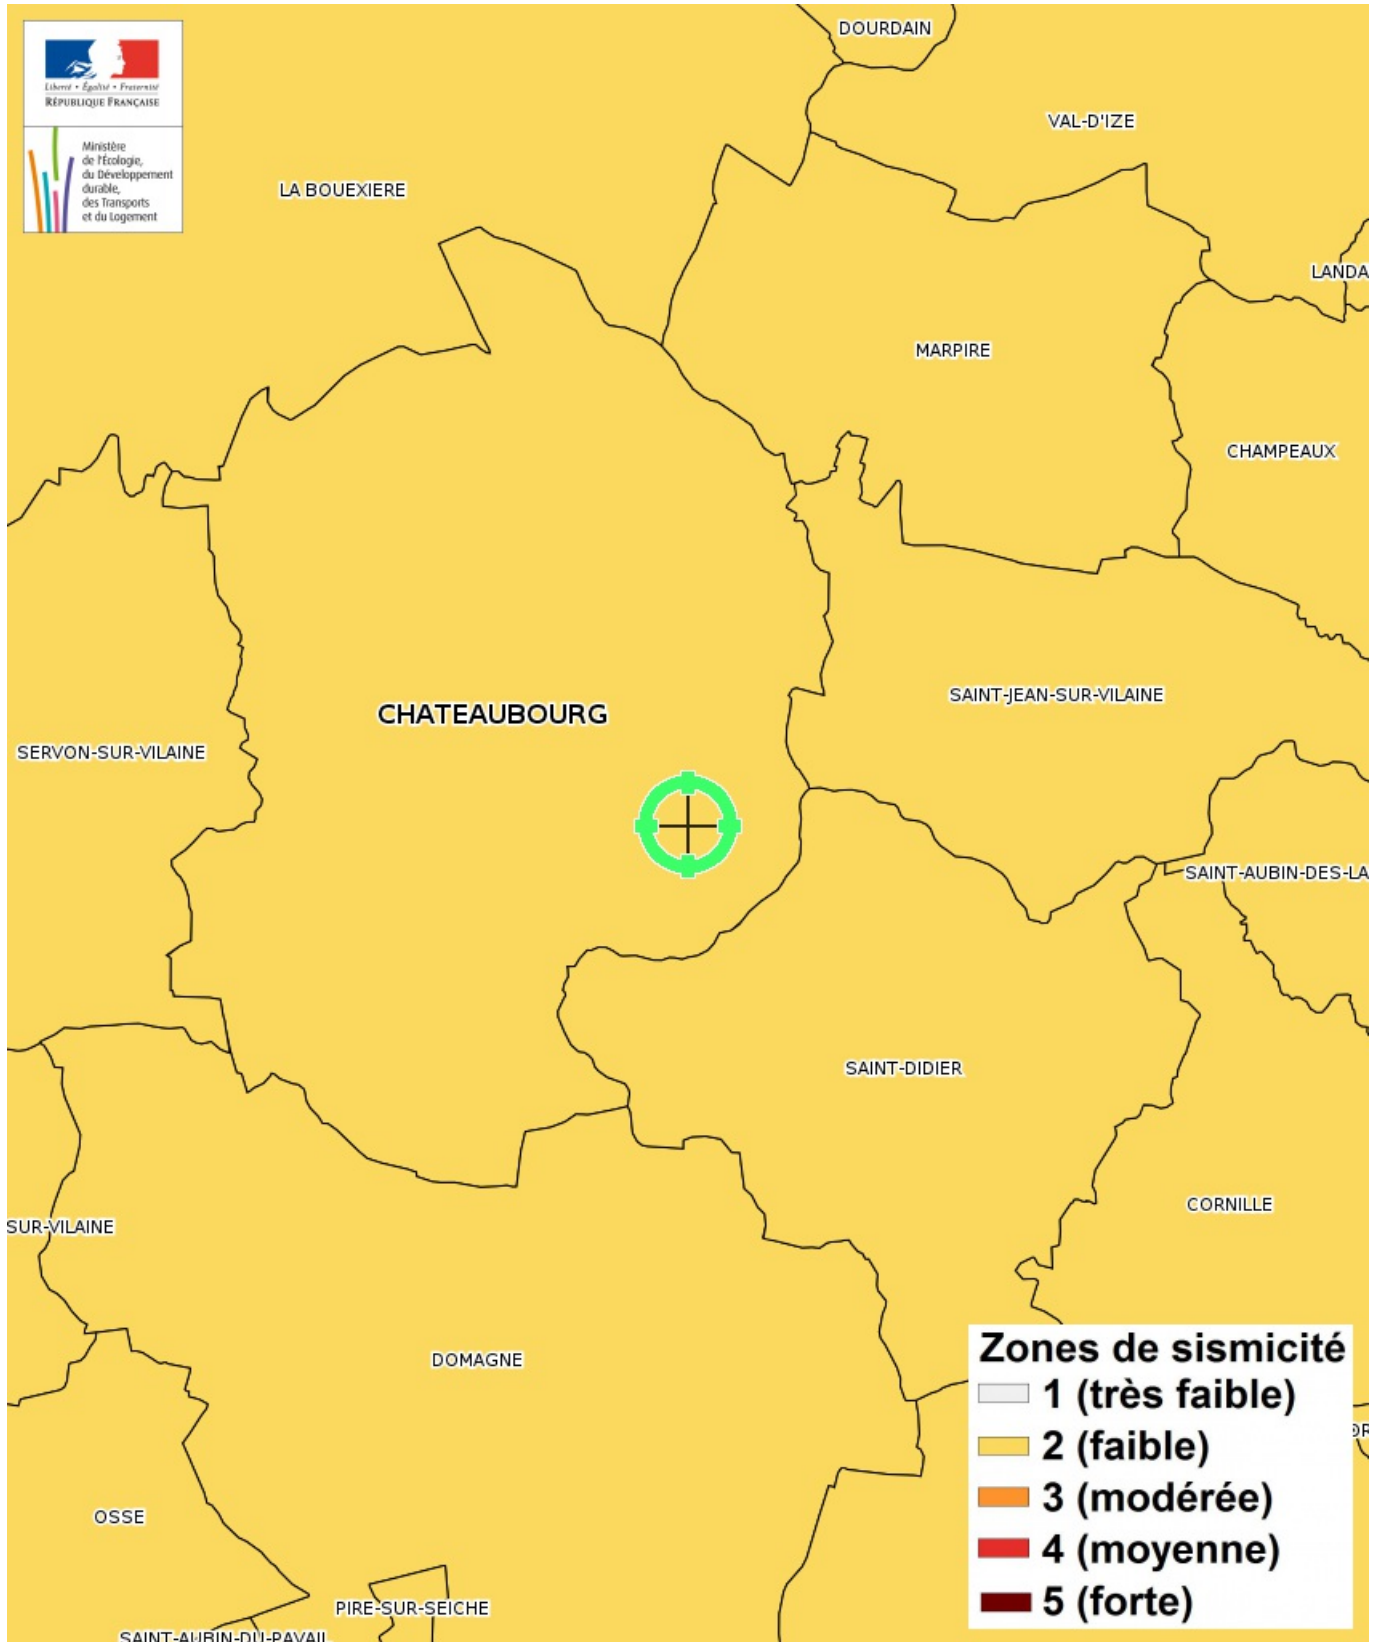 DOURDAIN
Liberté • Égalité • Fraternité
RÉPUBLIQUE FRANÇAISE
VAL-D'IZE
Ministère
de l'Écologie,
du Développement
durable,
des Transports
et du Logement
LA BOUEXIERE
LANDA
MARPIRE
CHAMPEAUX
SAINT-JEAN-SUR-VILAINE
CHATEAUBOURG
SERVON-SUR-VILAINE
SAINT-AUBIN-DES-LA
SAINT-DIDIER
CORNILLE
SUR-VILAINE
DOMAGNE
Zones de sismicité
1 (très faible)
2 (faible)
3 (modérée)
4 (moyenne)
5 (forte)
OSSE
PIRE-SUR-SEICHE
SAINT-AUBIN-DU-PAVAIL